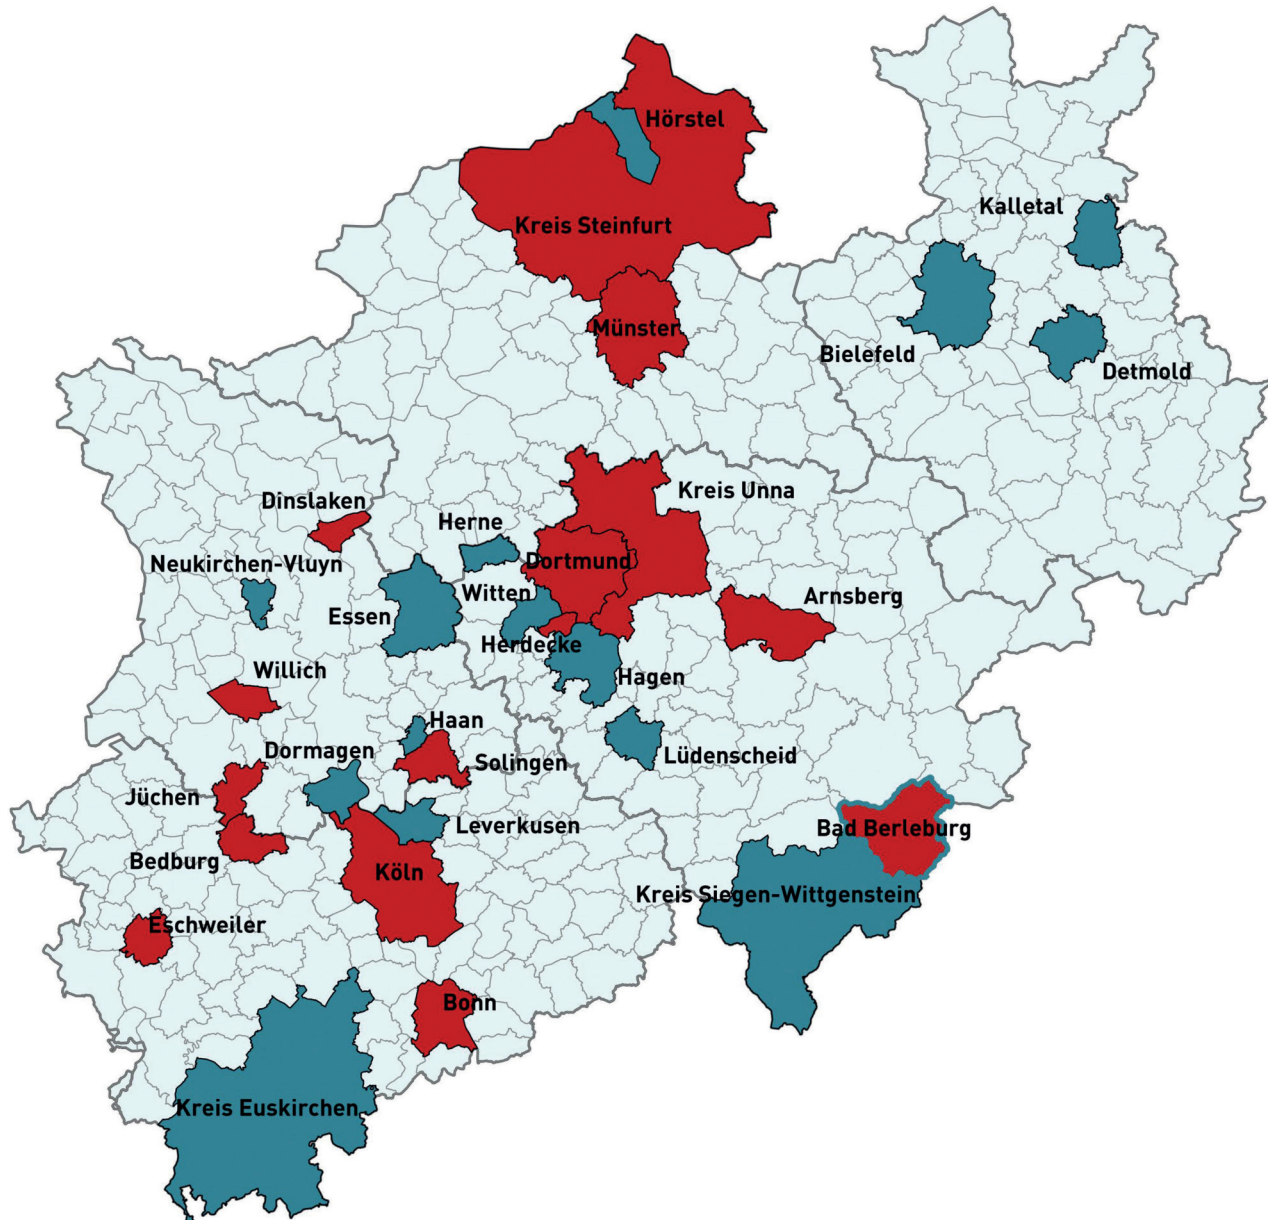 Hörstel
Kalletal
Kreis Steinfurt
Münster
Bielefeld
Detmold
Kreis Unna
Dinslaken
Herne
Neukirchen-Vluyn
Dortmund
Witten
Arnsberg
Essen
Herdecke
Willich
Hagen
Haan
Dormagen
Lüdenscheid
Solingen
Jüchen
Leverkusen
Bad Berleburg
Bedburg
Köln
Kreis Siegen-Wittgenstein
Eschweiler
Bonn
Kreis Euskirchen